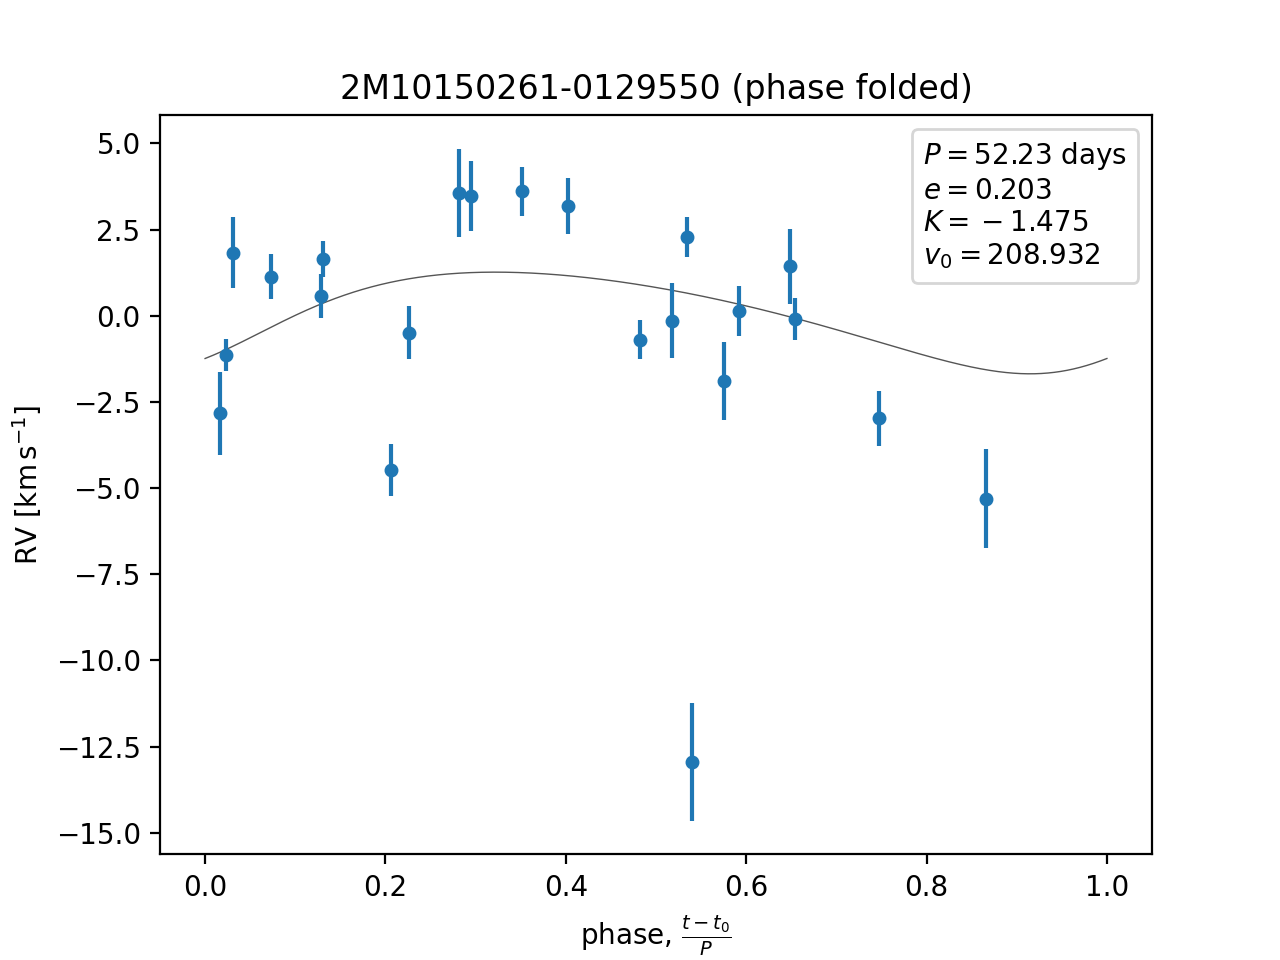 2M10150261-0129550 (phase folded)
P = 52.23 days
e = 0.203
K = −1.475
v₀ = 208.932
5.0
2.5
0.0
−2.5
−5.0
−7.5
−10.0
−12.5
−15.0
RV [km s⁻¹]
0.0 0.2 0.4 0.6 0.8 1.0
phase, (t − t₀)/P